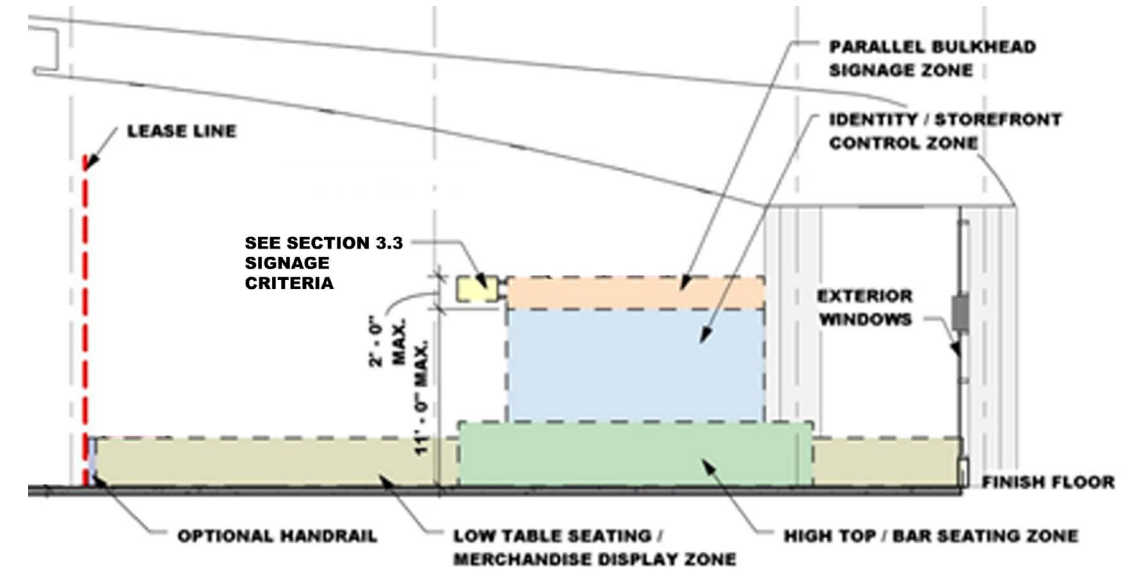 PARALLEL BULKHEAD
SIGNAGE ZONE
IDENTITY / STOREFRONT
CONTROL ZONE
LEASE LINE
SEE SECTION 3.3
SIGNAGE
CRITERIA
EXTERIOR
WINDOWS
2' - 0"
MAX.
11' - 0" MAX.
FINISH FLOOR
OPTIONAL HANDRAIL
LOW TABLE SEATING /
MERCHANDISE DISPLAY ZONE
HIGH TOP / BAR SEATING ZONE